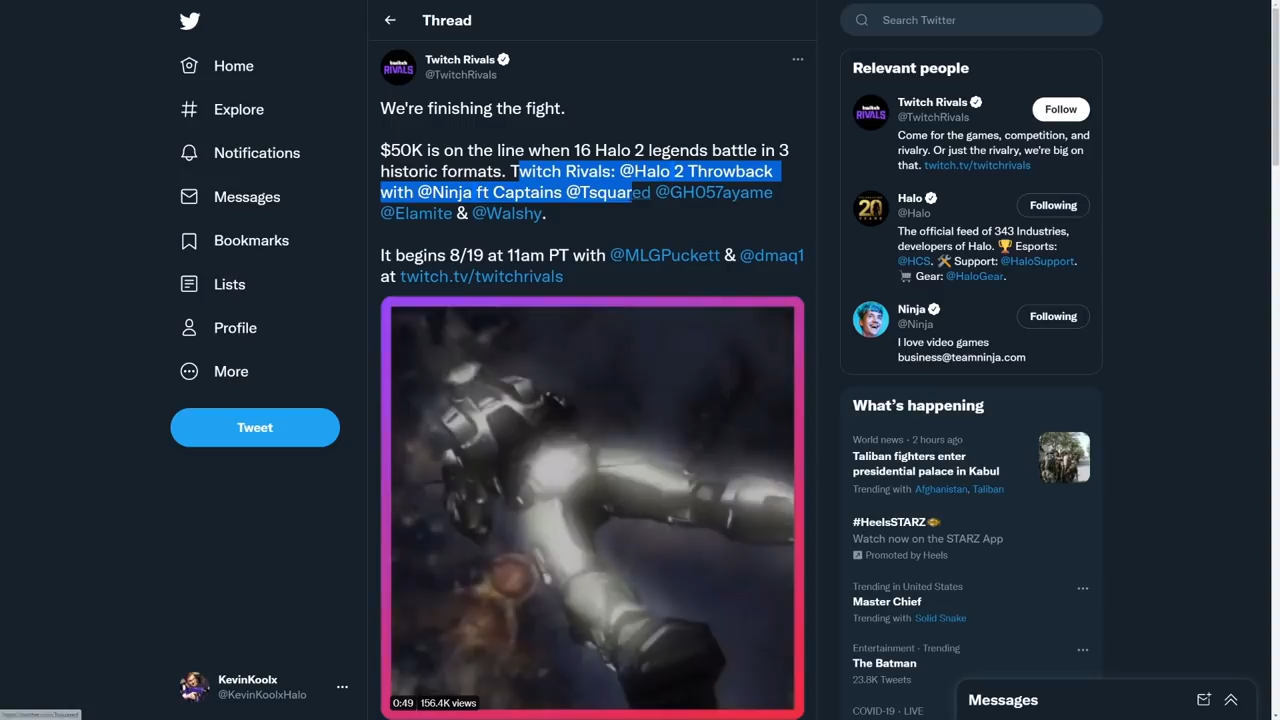 Thread
Search Twitter
Home
Explore
Notifications
Messages
Bookmarks
Lists
Profile
More
Tweet
KevinKoolx
@KevinKoolxHalo
TWITCH RIVALS
Twitch Rivals
@TwitchRivals
We're finishing the fight.
$50K is on the line when 16 Halo 2 legends battle in 3
historic formats. Twitch Rivals: @Halo 2 Throwback
with @Ninja ft Captains @Tsquared @GH057ayame
@Elamite & @Walshy.
It begins 8/19 at 11am PT with @MLGPuckett & @dmaq1
at twitch.tv/twitchrivals
0:49 156.4K views
Relevant people
TWITCH RIVALS
Twitch Rivals
@TwitchRivals
Follow
Come for the games, competition, and
rivalry. Or just the rivalry, we're big on
that. twitch.tv/twitchrivals
20
Halo
@Halo
Following
The official feed of 343 Industries,
developers of Halo. 🏆 Esports:
@HCS. 🛠️ Support: @HaloSupport.
🛒 Gear: @HaloGear.
Ninja
@Ninja
Following
I love video games
business@teamninja.com
What's happening
World news · 2 hours ago
Taliban fighters enter
presidential palace in Kabul
Trending with Afghanistan, Taliban
#HeelsSTARZ
Watch now on the STARZ App
Promoted by Heels
Trending in United States
Master Chief
Trending with Solid Snake
Entertainment · Trending
The Batman
23.8K Tweets
COVID-19 · LIVE
Messages